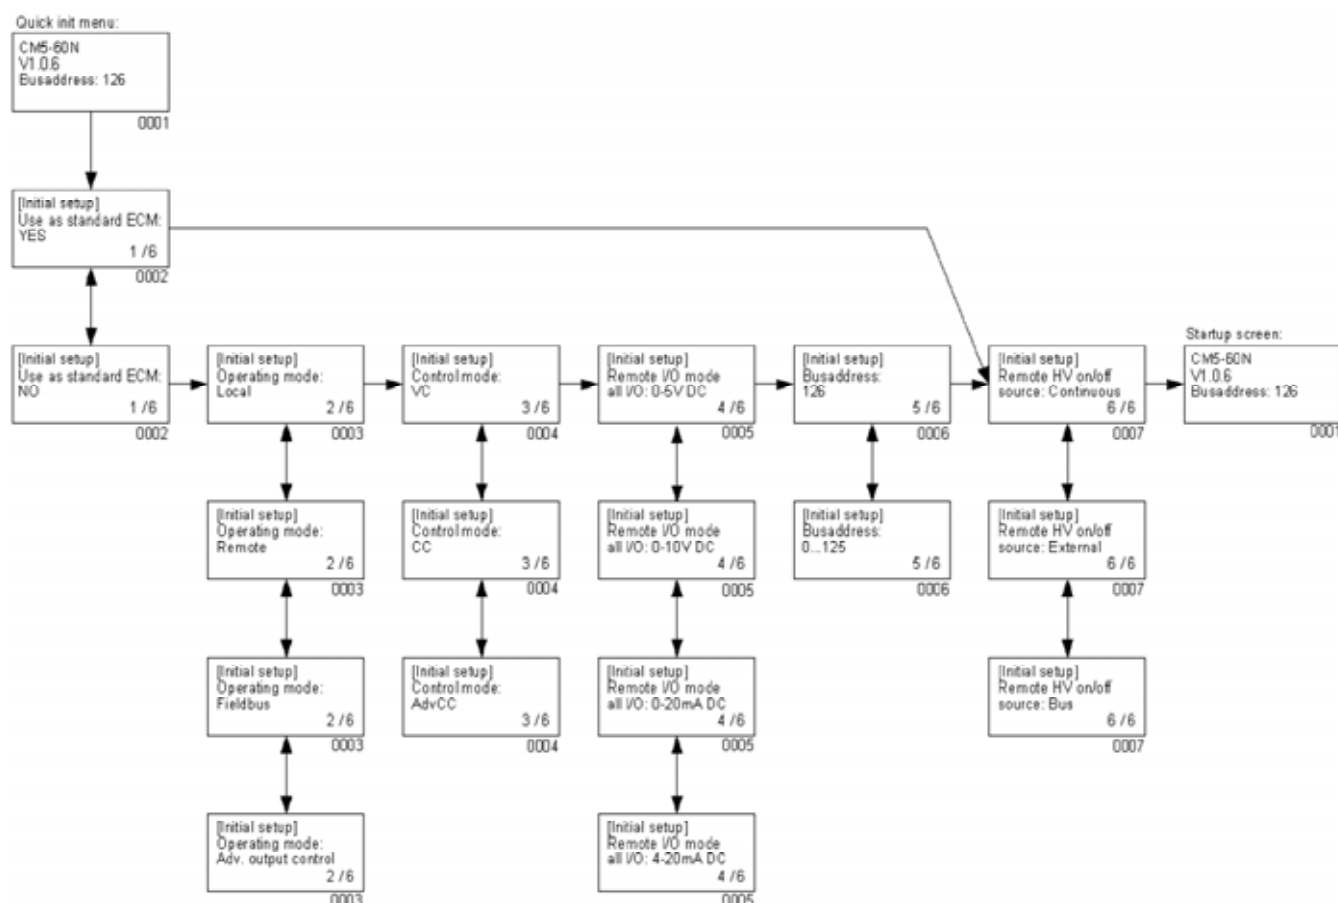 Quick init menu:
CM5-60N
V1.0.6
Busaddress: 126
0001
[Initial setup]
Use as standard ECM:
YES
1 /6
0002
[Initial setup]
Use as standard ECM:
NO
1 /6
0002
[Initial setup]
Operating mode:
Local
2 /6
0003
[Initial setup]
Control mode:
VC
3 /6
0004
[Initial setup]
Remote I/O mode
all I/O: 0-5V DC
4 /6
0005
[Initial setup]
Busaddress:
126
5 /6
0006
[Initial setup]
Remote HV on/off
source: Continuous
6 /6
0007
Startup screen:
CM5-60N
V1.0.6
Busaddress: 126
0001
[Initial setup]
Operating mode:
Remote
2 /6
0003
[Initial setup]
Control mode:
CC
3 /6
0004
[Initial setup]
Remote I/O mode
all I/O: 0-10V DC
4 /6
0005
[Initial setup]
Busaddress:
0...125
5 /6
0006
[Initial setup]
Remote HV on/off
source: External
6 /6
0007
[Initial setup]
Operating mode:
Fieldbus
2 /6
0003
[Initial setup]
Control mode:
AdvCC
3 /6
0004
[Initial setup]
Remote I/O mode
all I/O: 0-20mA DC
4 /6
0005
[Initial setup]
Remote HV on/off
source: Bus
6 /6
0007
[Initial setup]
Operating mode:
Adv. output control
2 /6
0003
[Initial setup]
Remote I/O mode
all I/O: 4-20mA DC
4 /6
0005